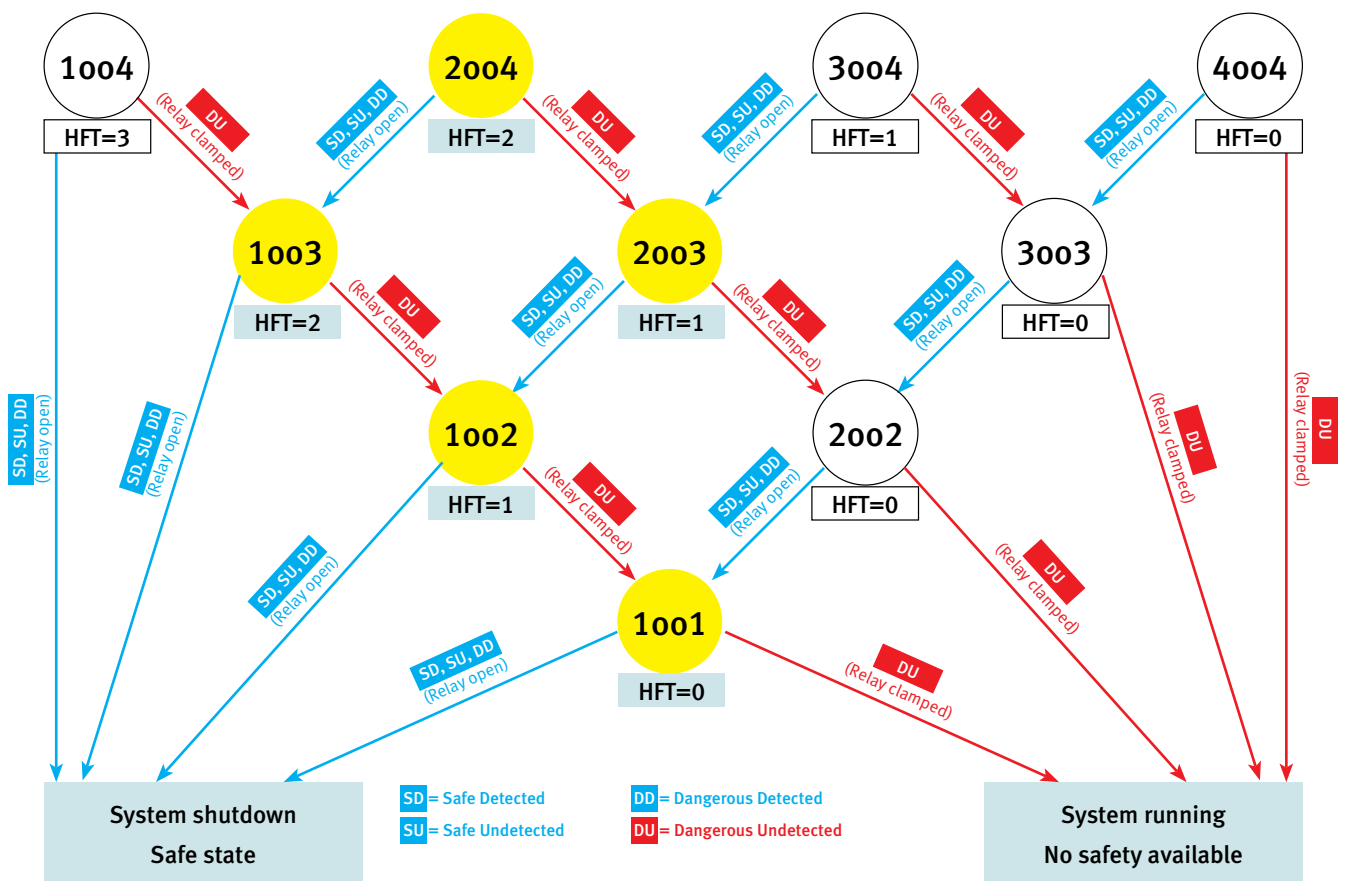 1oo4
2oo4
3oo4
4oo4
HFT=3
HFT=2
HFT=1
HFT=0
DU
(Relay clamped)
SD, SU, DD
(Relay open)
DU
(Relay clamped)
SD, SU, DD
(Relay open)
DU
(Relay clamped)
SD, SU, DD
(Relay open)
1oo3
2oo3
3oo3
HFT=2
HFT=1
HFT=0
DU
(Relay clamped)
SD, SU, DD
(Relay open)
DU
(Relay clamped)
SD, SU, DD
(Relay open)
SD, SU, DD
(Relay open)
SD, SU, DD
(Relay open)
DU
(Relay clamped)
DU
(Relay clamped)
1oo2
2oo2
HFT=1
HFT=0
DU
(Relay clamped)
SD, SU, DD
(Relay open)
SD, SU, DD
(Relay open)
DU
(Relay clamped)
1oo1
HFT=0
SD, SU, DD
(Relay open)
DU
(Relay clamped)
System shutdown
Safe state
SD = Safe Detected
DD = Dangerous Detected
SU = Safe Undetected
DU = Dangerous Undetected
System running
No safety available